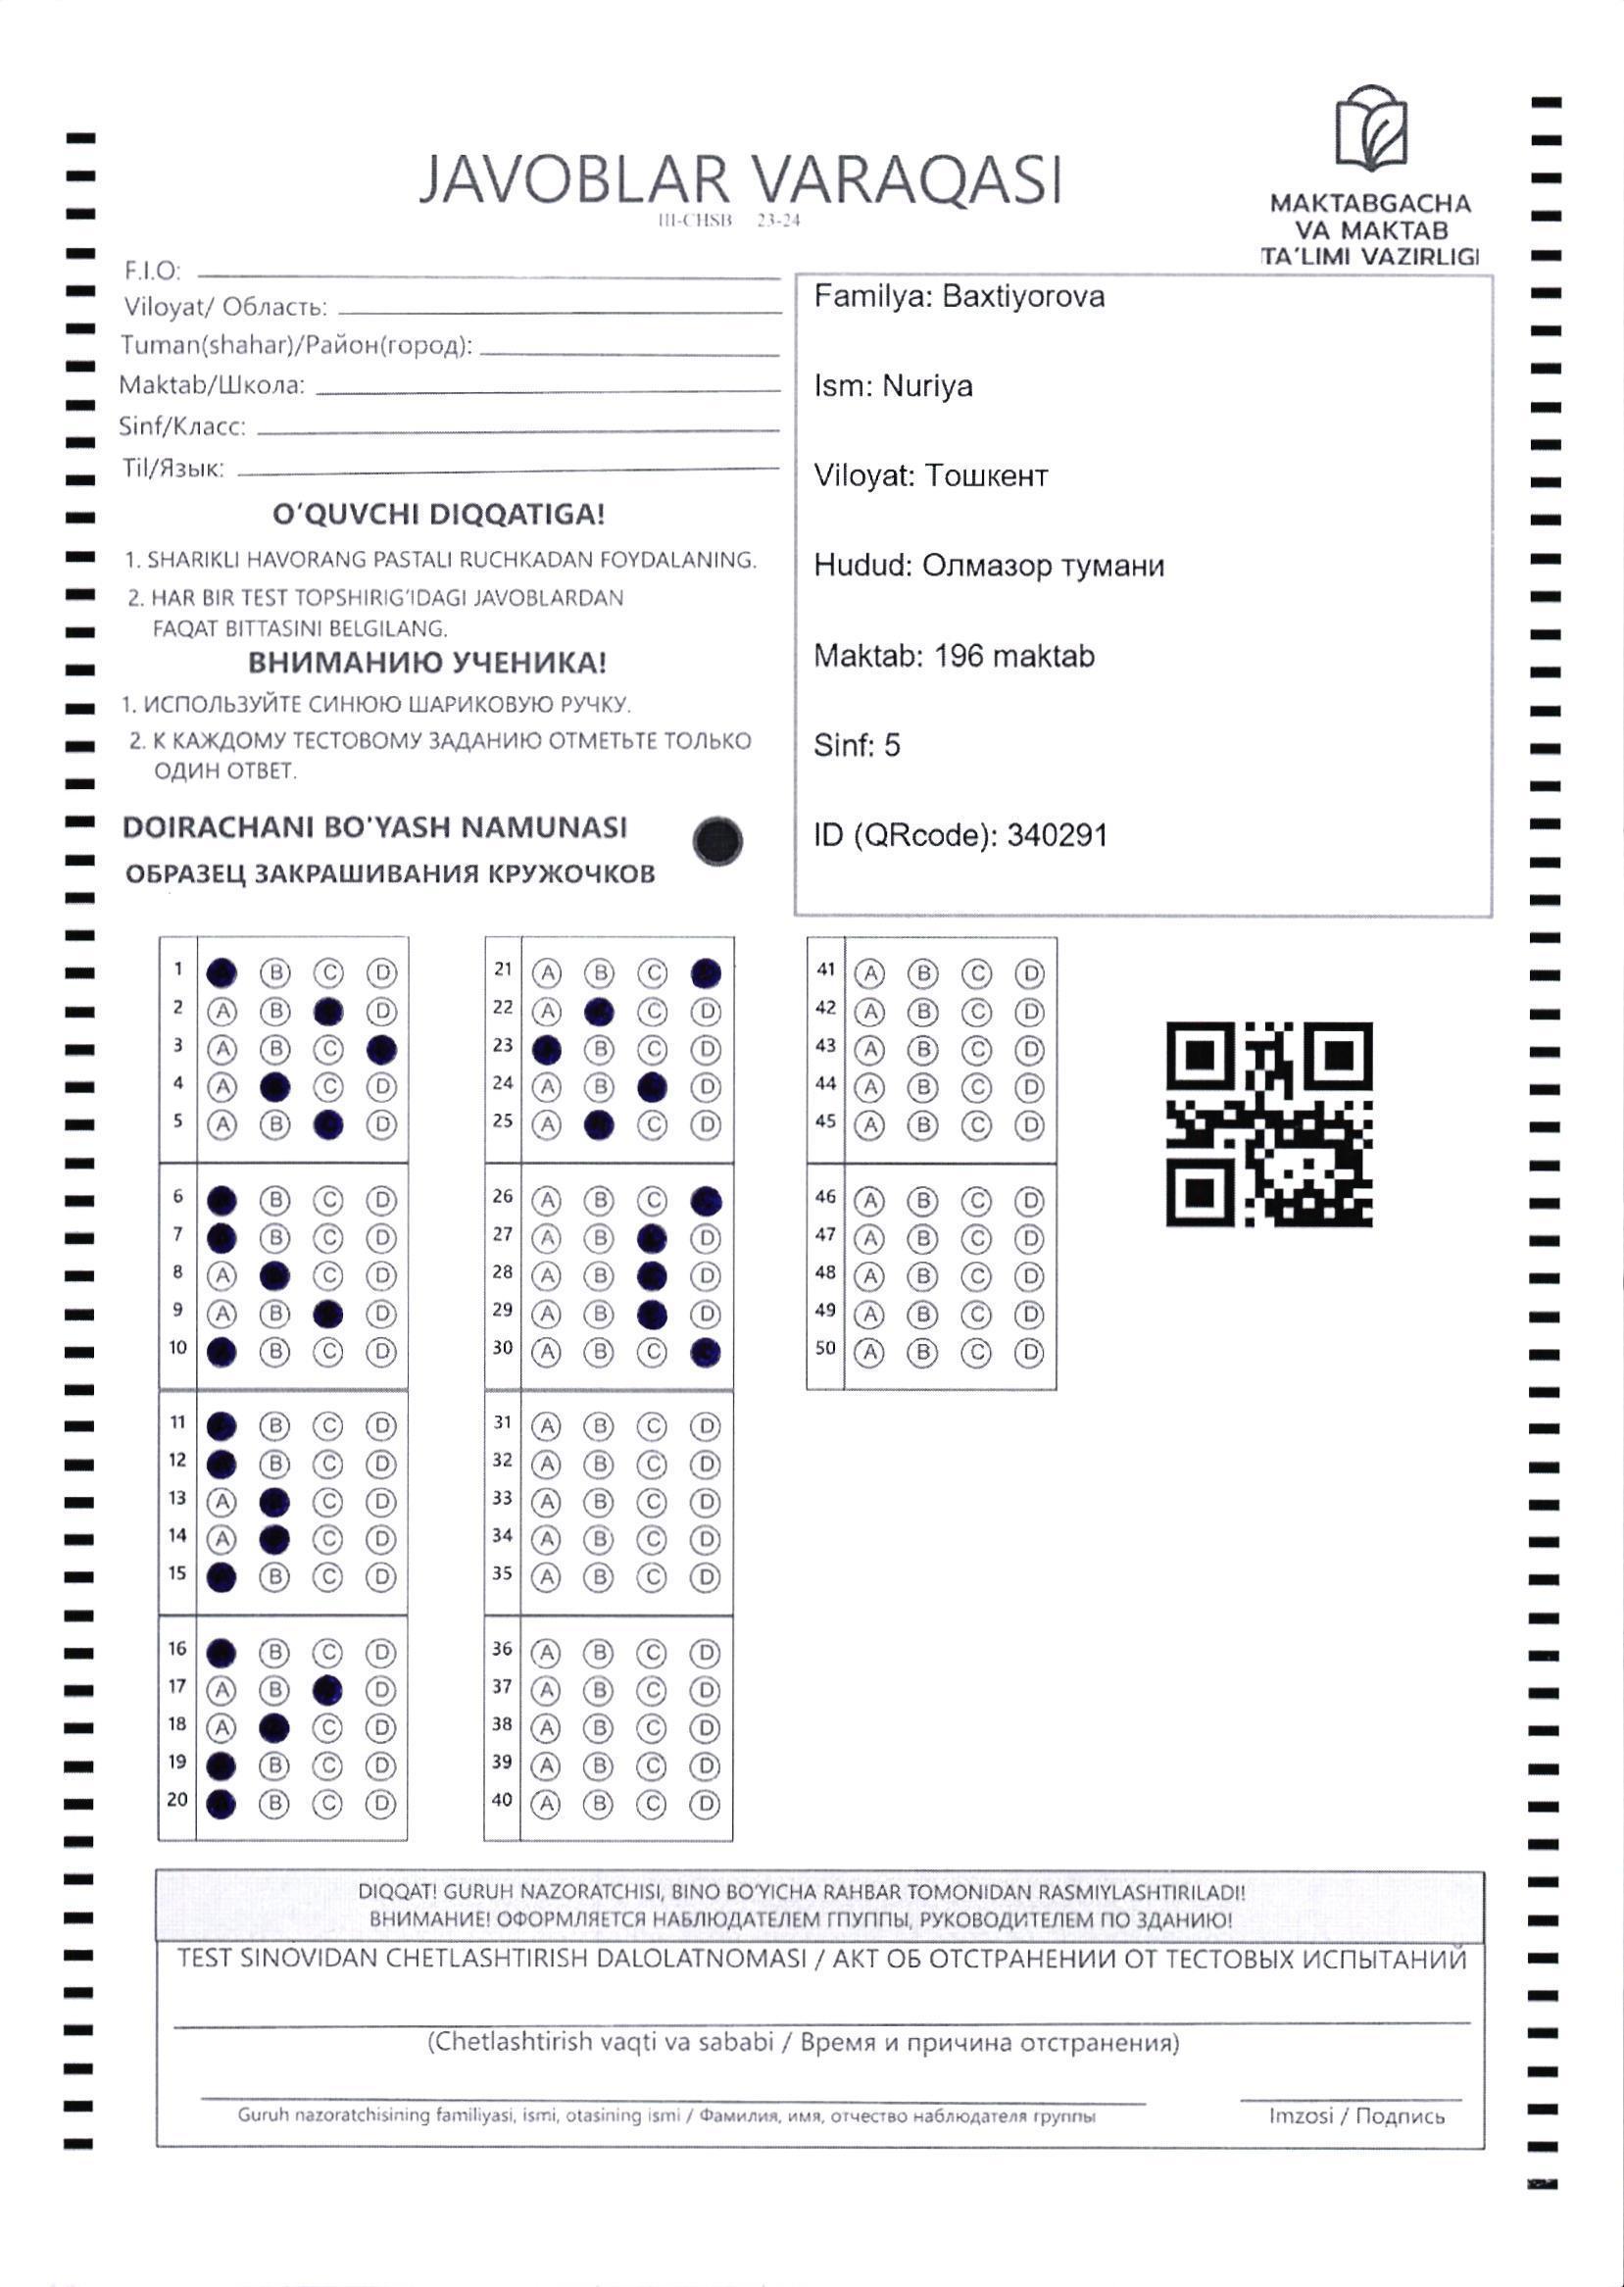 JAVOBLAR VARAQASI
III-CHSB 23-24
MAKTABGACHA
VA MAKTAB
TA'LIMI VAZIRLIGI
F.I.O:
Viloyat/ Область:
Tuman(shahar)/Район(город):
Maktab/Школа:
Sinf/Класс:
Til/Язык:
O'QUVCHI DIQQATIGA!
1. SHARIKLI HAVORANG PASTALI RUCHKADAN FOYDALANING.
2. HAR BIR TEST TOPSHIRIG'IDAGI JAVOBLARDAN
FAQAT BITTASINI BELGILANG.
ВНИМАНИЮ УЧЕНИКА!
1. ИСПОЛЬЗУЙТЕ СИНЮЮ ШАРИКОВУЮ РУЧКУ.
2. К КАЖДОМУ ТЕСТОВОМУ ЗАДАНИЮ ОТМЕТЬТЕ ТОЛЬКО
ОДИН ОТВЕТ.
DOIRACHANI BO'YASH NAMUNASI
ОБРАЗЕЦ ЗАКРАШИВАНИЯ КРУЖОЧКОВ
Familya: Baxtiyorova
Ism: Nuriya
Viloyat: Тошкент
Hudud: Олмазор тумани
Maktab: 196 maktab
Sinf: 5
ID (QRcode): 340291
1 B C D
2 A B D
3 A B C
4 A C D
5 A B D
6 B C D
7 B C D
8 A C D
9 A B D
10 B C D
11 B C D
12 B C D
13 A C D
14 A C D
15 B C D
16 B C D
17 A B D
18 A C D
19 B C D
20 B C D
21 A B C
22 A C D
23 B C D
24 A B D
25 A C D
26 A B C
27 A B D
28 A B D
29 A B D
30 A B C
31 A B C D
32 A B C D
33 A B C D
34 A B C D
35 A B C D
36 A B C D
37 A B C D
38 A B C D
39 A B C D
40 A B C D
41 A B C D
42 A B C D
43 A B C D
44 A B C D
45 A B C D
46 A B C D
47 A B C D
48 A B C D
49 A B C D
50 A B C D
DIQQAT! GURUH NAZORATCHISI, BINO BO'YICHA RAHBAR TOMONIDAN RASMIYLASHTIRILADI!
ВНИМАНИЕ! ОФОРМЛЯЕТСЯ НАБЛЮДАТЕЛЕМ ГПУППЫ, РУКОВОДИТЕЛЕМ ПО ЗДАНИЮ!
TEST SINOVIDAN CHETLASHTIRISH DALOLATNOMASI / АКТ ОБ ОТСТРАНЕНИИ ОТ ТЕСТОВЫХ ИСПЫТАНИЙ
(Chetlashtirish vaqti va sababi / Время и причина отстранения)
Guruh nazoratchisining familiyasi, ismi, otasining ismi / Фамилия, имя, отчество наблюдателя группы
Imzosi / Подпись